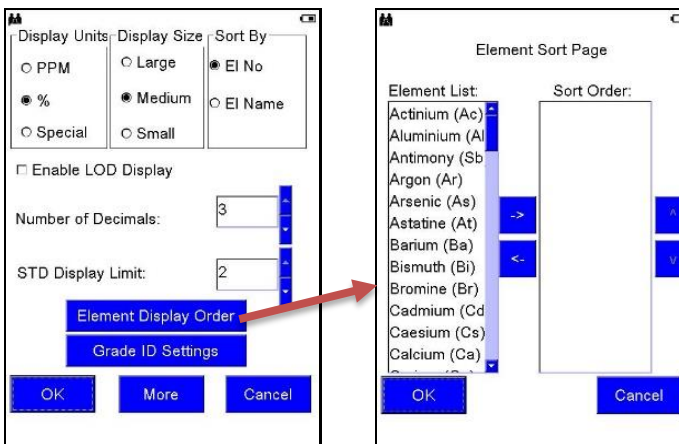 Display Units Display Size Sort By
PPM Large El No
% Medium El Name
Special Small
Enable LOD Display
Number of Decimals: 3
STD Display Limit: 2
Element Display Order
Grade ID Settings
OK More Cancel
Element Sort Page
Element List: Sort Order:
Actinium (Ac)
Aluminium (Al
Antimony (Sb
Argon (Ar)
Arsenic (As)
Astatine (At)
Barium (Ba)
Bismuth (Bi)
Bromine (Br)
Cadmium (Cd
Caesium (Cs)
Calcium (Ca)
->
<-
^
v
OK Cancel